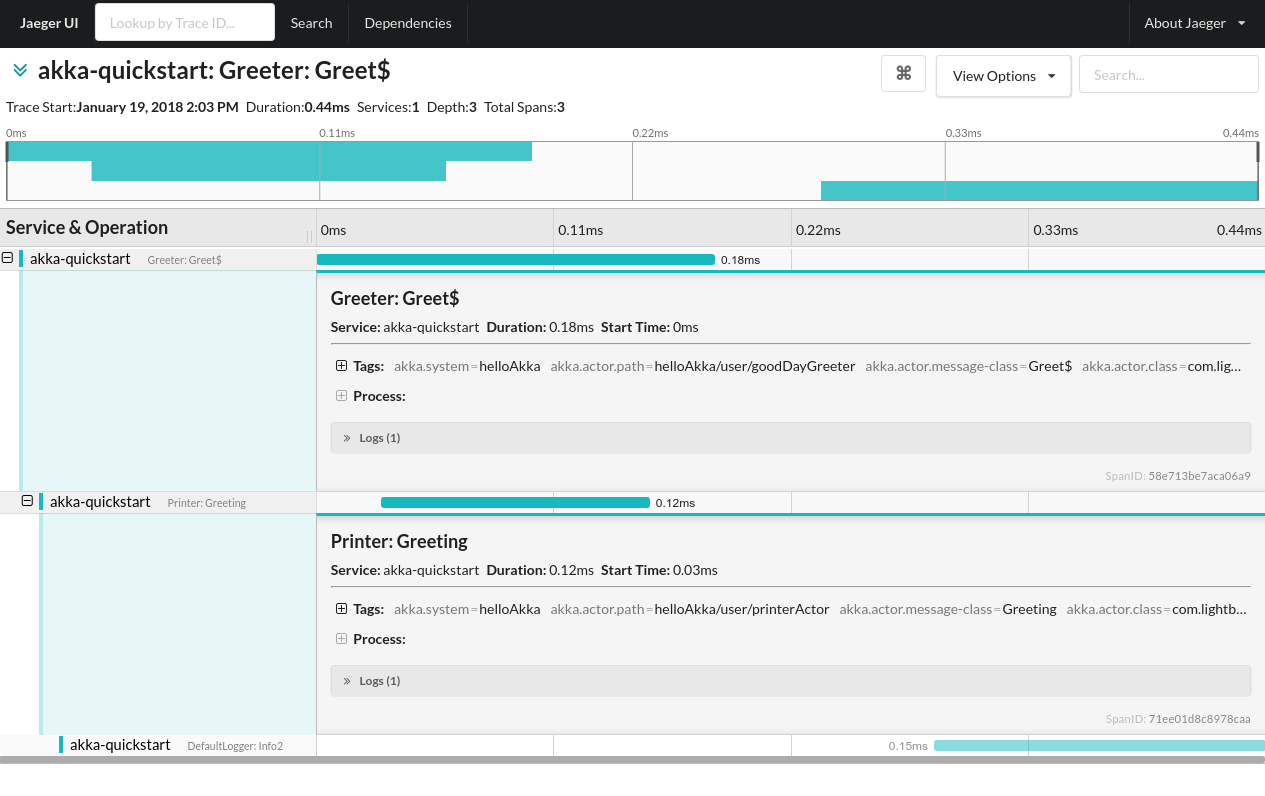 Jaeger UI Lookup by Trace ID... Search Dependencies About Jaeger
akka-quickstart: Greeter: Greet$ ⌘ View Options Search...
Trace Start:January 19, 2018 2:03 PM Duration:0.44ms Services:1 Depth:3 Total Spans:3
0ms 0.11ms 0.22ms 0.33ms 0.44ms
Service & Operation 0ms 0.11ms 0.22ms 0.33ms 0.44ms
akka-quickstart Greeter: Greet$ 0.18ms
Greeter: Greet$
Service: akka-quickstart Duration: 0.18ms Start Time: 0ms
Tags: akka.system=helloAkka akka.actor.path=helloAkka/user/goodDayGreeter akka.actor.message-class=Greet$ akka.actor.class=com.lig...
Process:
Logs (1)
SpanID: 58e713be7aca06a9
akka-quickstart Printer: Greeting 0.12ms
Printer: Greeting
Service: akka-quickstart Duration: 0.12ms Start Time: 0.03ms
Tags: akka.system=helloAkka akka.actor.path=helloAkka/user/printerActor akka.actor.message-class=Greeting akka.actor.class=com.lightb...
Process:
Logs (1)
SpanID: 71ee01d8c8978caa
akka-quickstart DefaultLogger: Info2 0.15ms